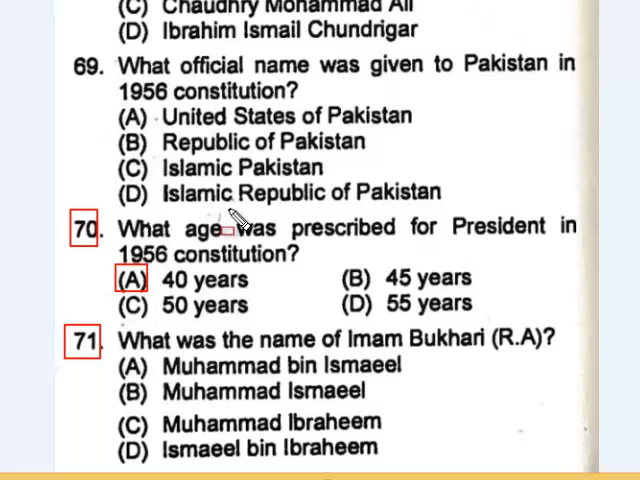 (C) Chaudhry Mohammad Ali
(D) Ibrahim Ismail Chundrigar
69. What official name was given to Pakistan in
1956 constitution?
(A) United States of Pakistan
(B) Republic of Pakistan
(C) Islamic Pakistan
(D) Islamic Republic of Pakistan
70. What age was prescribed for President in
1956 constitution?
(A) 40 years (B) 45 years
(C) 50 years (D) 55 years
71. What was the name of Imam Bukhari (R.A)?
(A) Muhammad bin Ismaeel
(B) Muhammad Ismaeel
(C) Muhammad Ibraheem
(D) Ismaeel bin Ibraheem